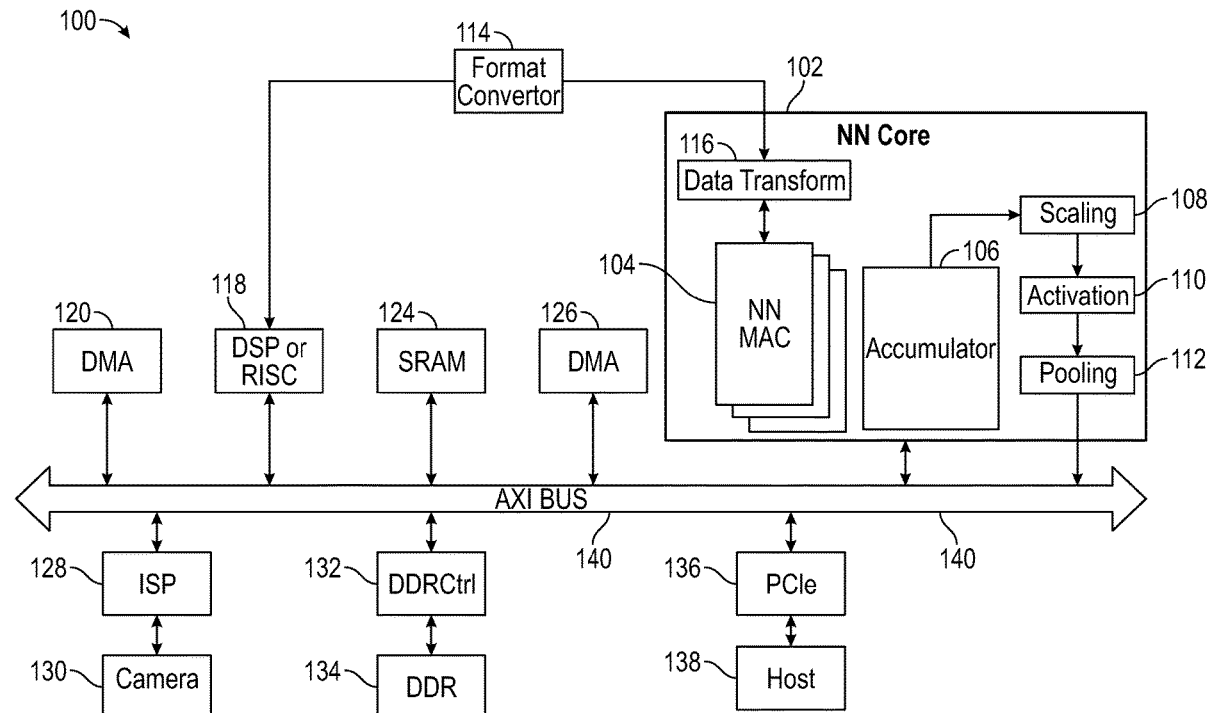 100
114
Format
Convertor
102
NN Core
116
Data Transform
Scaling
108
104
NN
MAC
106
Accumulator
Activation
110
Pooling
112
120
DMA
118
DSP or
RISC
124
SRAM
126
DMA
AXI BUS
140
140
128
ISP
132
DDRCtrl
136
PCIe
130
Camera
134
DDR
138
Host